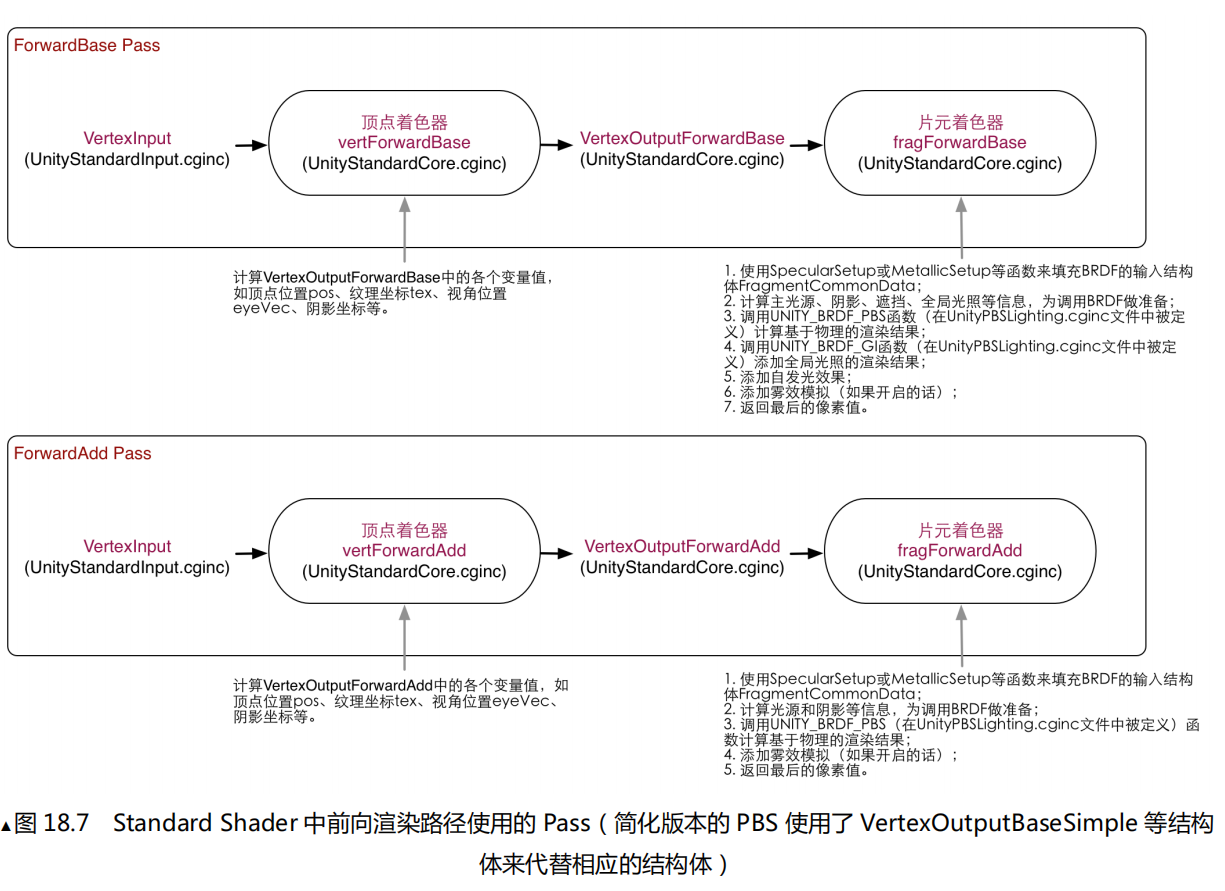 ForwardBase Pass
VertexInput
(UnityStandardInput.cginc)
顶点着色器
vertForwardBase
(UnityStandardCore.cginc)
VertexOutputForwardBase
(UnityStandardCore.cginc)
片元着色器
fragForwardBase
(UnityStandardCore.cginc)
计算VertexOutputForwardBase中的各个变量值，
如顶点位置pos、纹理坐标tex、视角位置
eyeVec、阴影坐标等。
1. 使用SpecularSetup或MetallicSetup等函数来填充BRDF的输入结构
体FragmentCommonData；
2. 计算主光源、阴影、遮挡、全局光照等信息，为调用BRDF做准备；
3. 调用UNITY_BRDF_PBS函数（在UnityPBSLighting.cginc文件中被定
义）计算基于物理的渲染结果；
4. 调用UNITY_BRDF_GI函数（在UnityPBSLighting.cginc文件中被定
义）添加全局光照的渲染结果；
5. 添加自发光效果；
6. 添加雾效模拟（如果开启的话）；
7. 返回最后的像素值。
ForwardAdd Pass
VertexInput
(UnityStandardInput.cginc)
顶点着色器
vertForwardAdd
(UnityStandardCore.cginc)
VertexOutputForwardAdd
(UnityStandardCore.cginc)
片元着色器
fragForwardAdd
(UnityStandardCore.cginc)
计算VertexOutputForwardAdd中的各个变量值，如
顶点位置pos、纹理坐标tex、视角位置eyeVec、
阴影坐标等。
1. 使用SpecularSetup或MetallicSetup等函数来填充BRDF的输入结构
体FragmentCommonData；
2. 计算光源和阴影等信息，为调用BRDF做准备；
3. 调用UNITY_BRDF_PBS（在UnityPBSLighting.cginc文件中被定义）函
数计算基于物理的渲染结果；
4. 添加雾效模拟（如果开启的话）；
5. 返回最后的像素值。
▲图 18.7 Standard Shader 中前向渲染路径使用的 Pass（简化版本的 PBS 使用了 VertexOutputBaseSimple 等结构
体来代替相应的结构体）